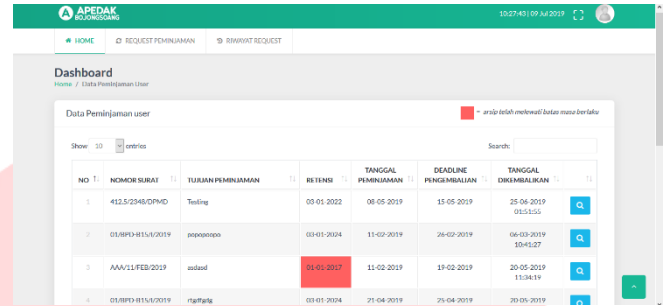 APEDAK
BOJONGSOANG
10:27:43 | 09 Jul 2019
HOME REQUEST PEMINJAMAN RIWAYAT REQUEST
Dashboard
Home / Data Peminjaman User
Data Peminjaman user
~ arsip telah melewati batas masa berlaku
Show 10 entries Search:
NO NOMOR SURAT TUJUAN PEMINJAMAN RETENSI TANGGAL PEMINJAMAN DEADLINE PENGEMBALIAN TANGGAL DIKEMBALIKAN
1 412.5/2348/DPMD Testing 03-01-2022 08-05-2019 15-05-2019 25-06-2019 01:51:55
2 01/BPD-B15/I/2019 popopoopo 03-01-2024 11-02-2019 26-02-2019 06-03-2019 10:41:27
3 AAA/11/FEB/2019 asdasd 01-01-2017 11-02-2019 19-02-2019 20-05-2019 11:34:19
4 01/BPD-B15/I/2019 03-01-2024 21-04-2019 25-04-2019 20-05-2019